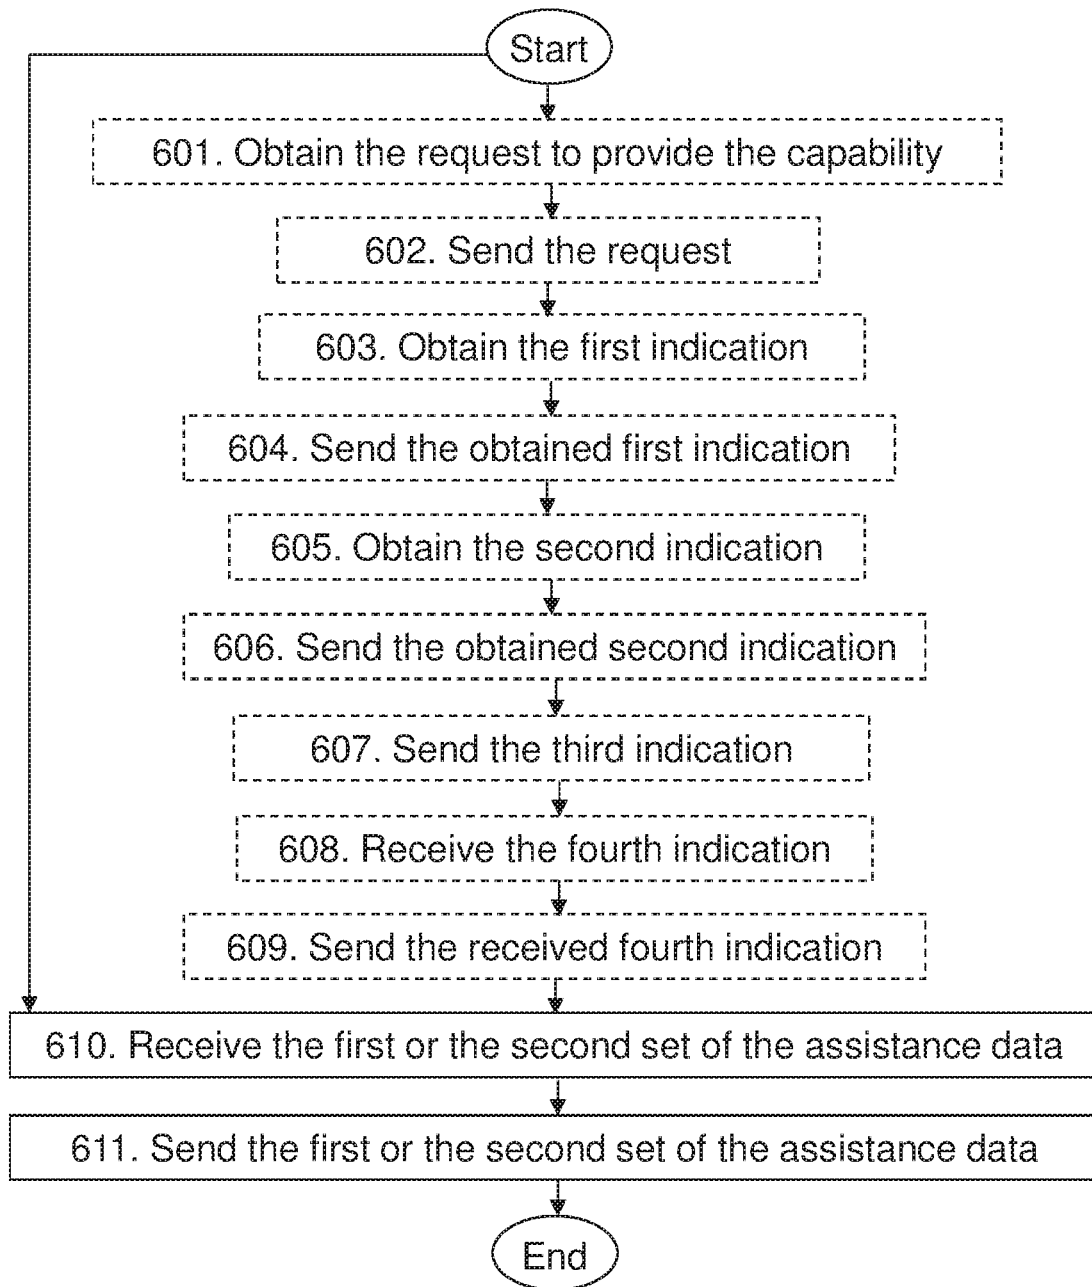 Start
601. Obtain the request to provide the capability
602. Send the request
603. Obtain the first indication
604. Send the obtained first indication
605. Obtain the second indication
606. Send the obtained second indication
607. Send the third indication
608. Receive the fourth indication
609. Send the received fourth indication
610. Receive the first or the second set of the assistance data
611. Send the first or the second set of the assistance data
End